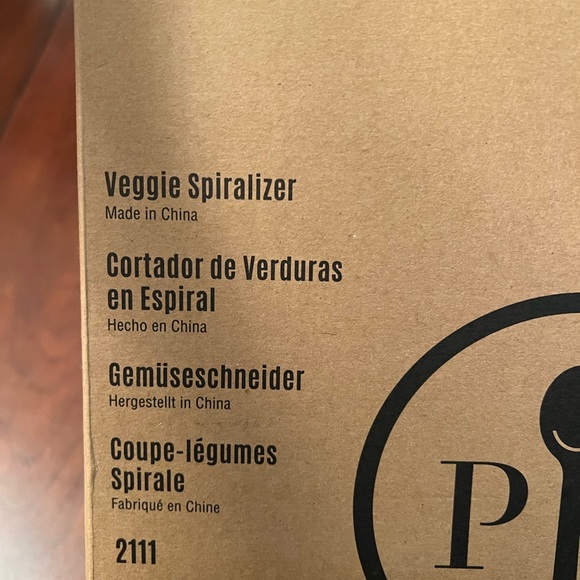 Veggie Spiralizer
Made in China
Cortador de Verduras
en Espiral
Hecho en China
Gemüseschneider
Hergestellt in China
Coupe-légumes
Spirale
Fabriqué en Chine
2111
P